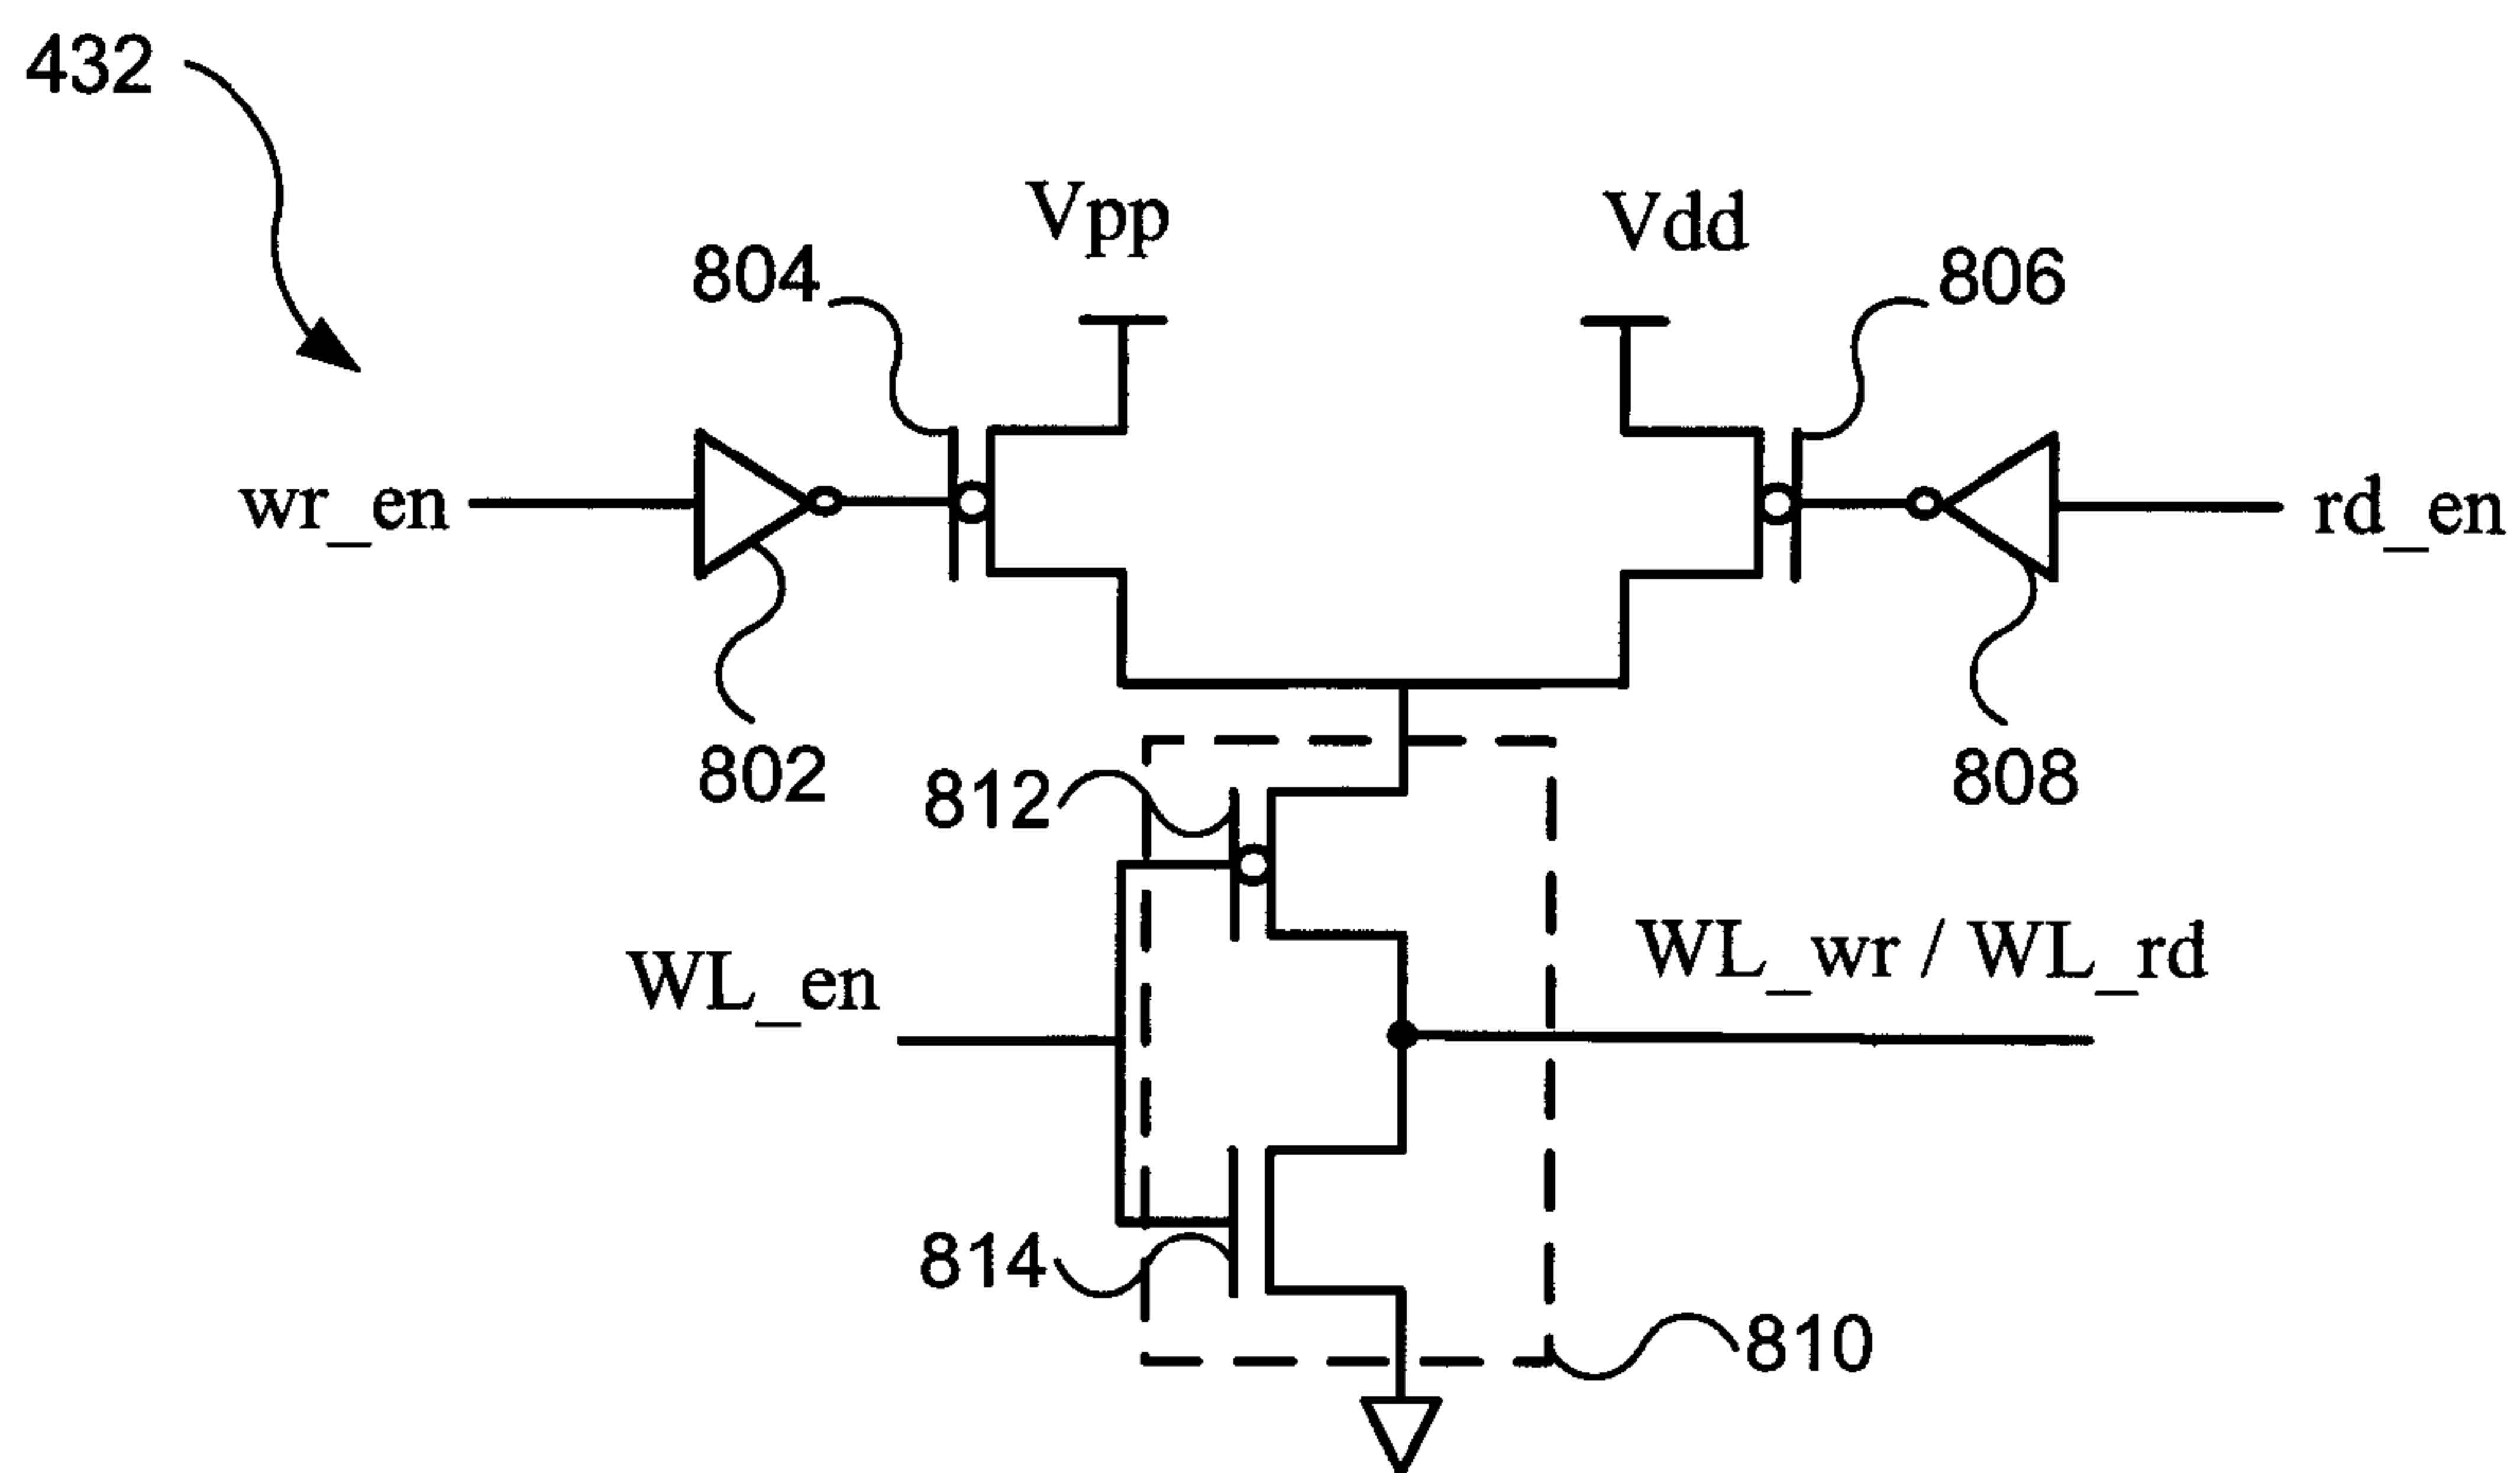 432
Vpp
Vdd
804
806
wr_en
rd_en
802
808
812
WL_en
WL_wr / WL_rd
814
810